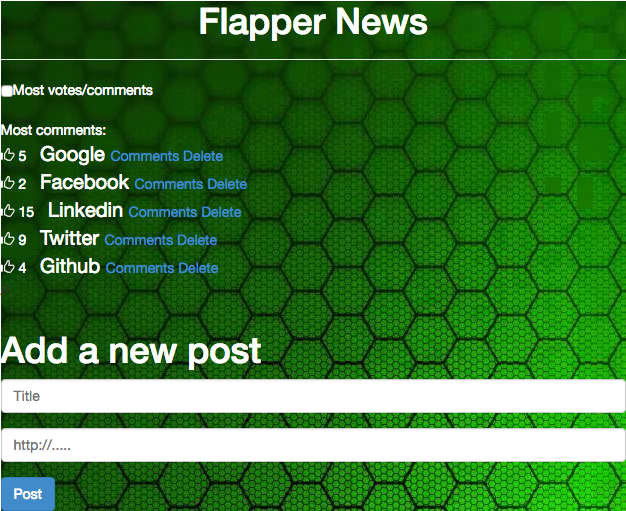 Flapper News
Most votes/comments
Most comments:
5 Google Comments Delete
2 Facebook Comments Delete
15 Linkedin Comments Delete
9 Twitter Comments Delete
4 Github Comments Delete
Add a new post
Title
http://.....
Post